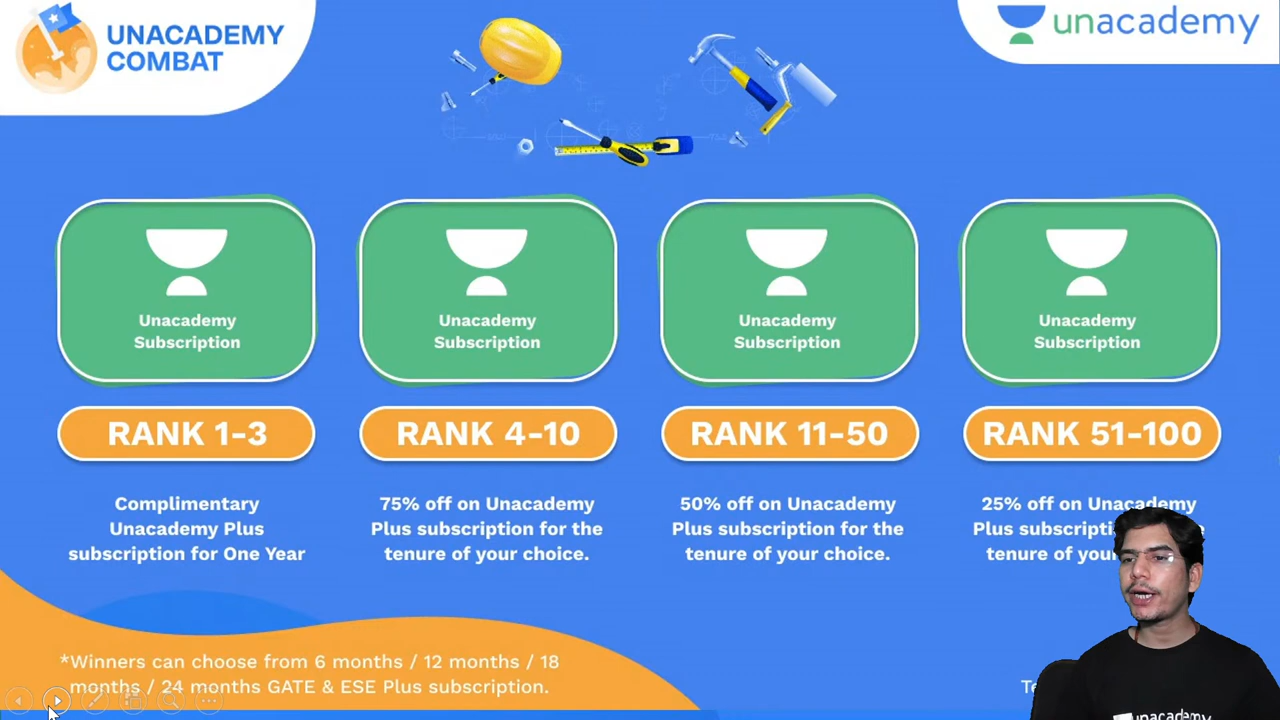 UNACADEMY
COMBAT
unacademy
Unacademy
Subscription
Unacademy
Subscription
Unacademy
Subscription
Unacademy
Subscription
RANK 1-3
RANK 4-10
RANK 11-50
RANK 51-100
Complimentary
Unacademy Plus
subscription for One Year
75% off on Unacademy
Plus subscription for the
tenure of your choice.
50% off on Unacademy
Plus subscription for the
tenure of your choice.
25% off on Unacademy
Plus
tenure of
*Winners can choose from 6 months / 12 months / 18
months / 24 months GATE & ESE Plus subscription.
unacademy